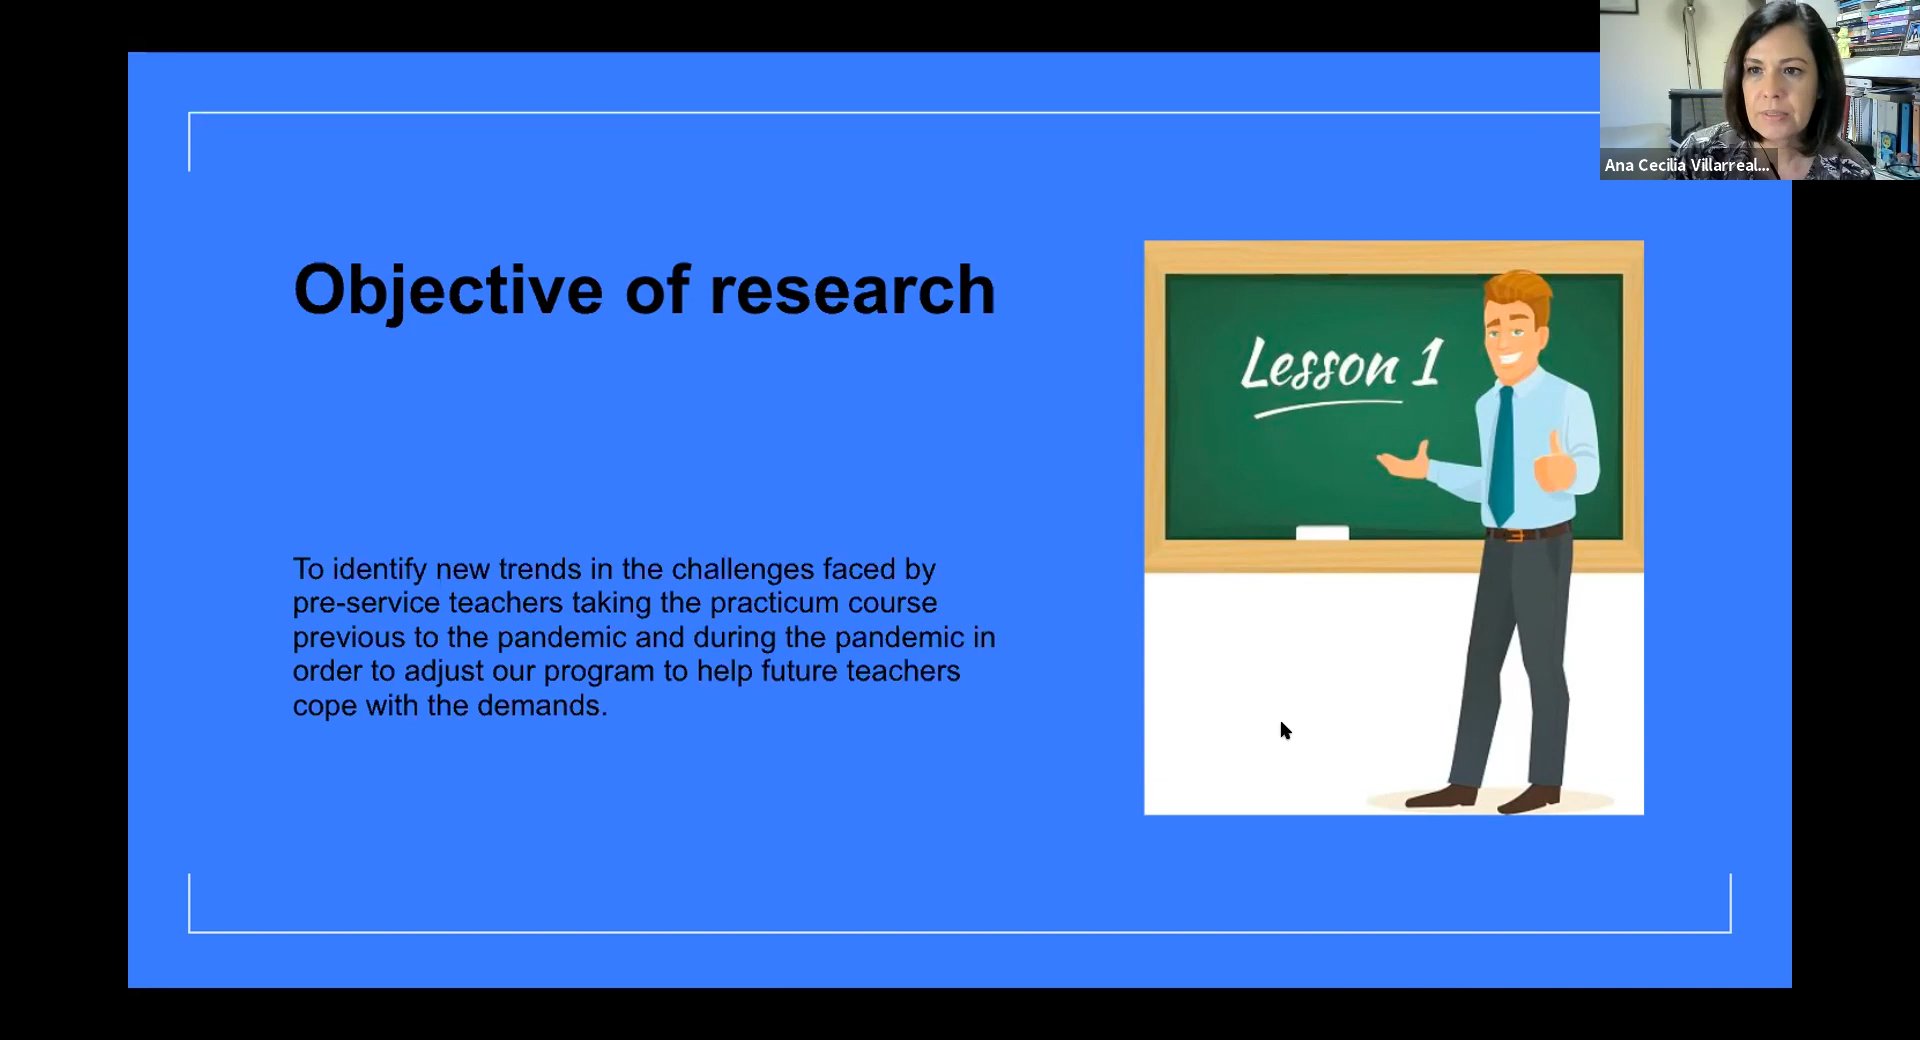 Ana Cecilia Villarreal...
Objective of research
Lesson 1
To identify new trends in the challenges faced by
pre-service teachers taking the practicum course
previous to the pandemic and during the pandemic in
order to adjust our program to help future teachers
cope with the demands.